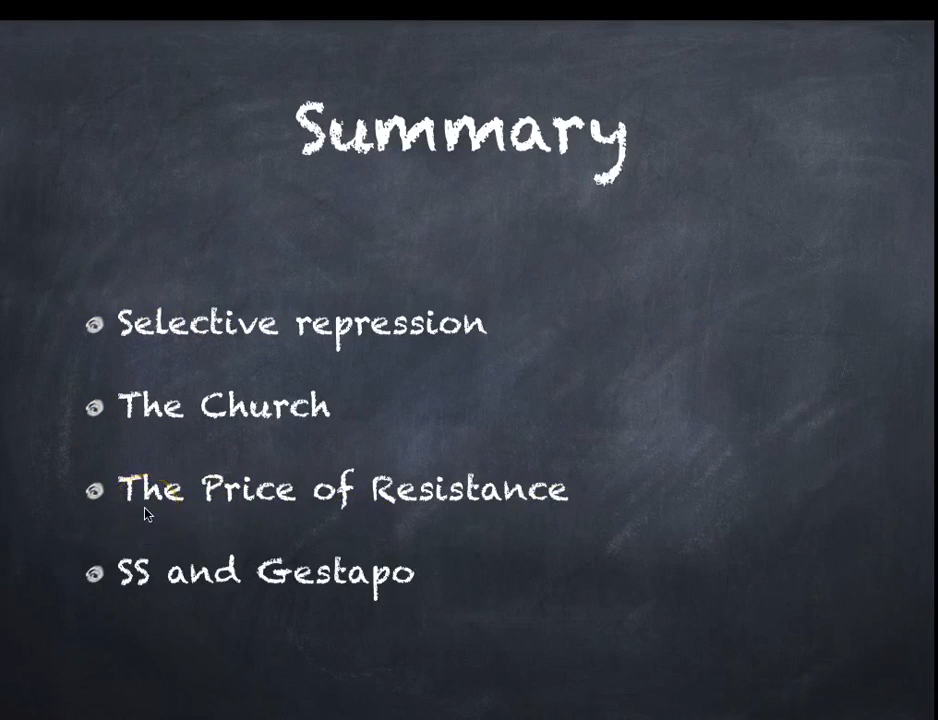 Summary
Selective repression
The Church
The Price of Resistance
SS and Gestapo